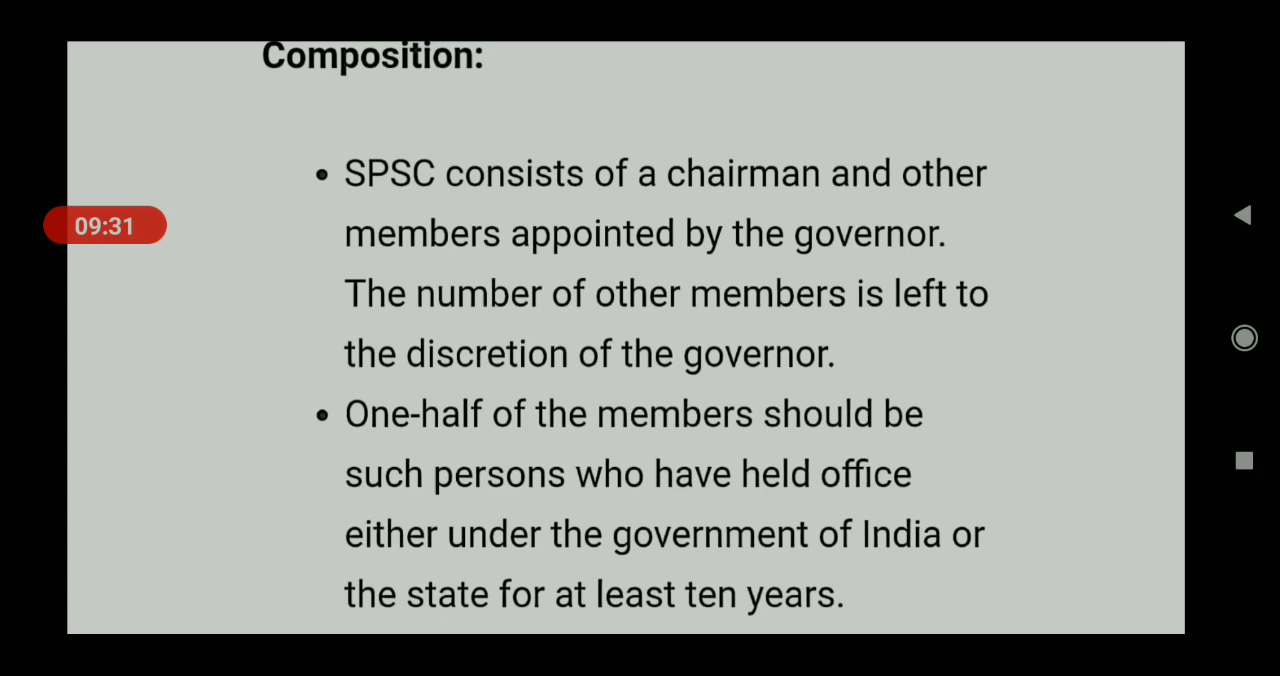 Composition:
• SPSC consists of a chairman and other
members appointed by the governor.
09:31
The number of other members is left to
the discretion of the governor.
• One-half of the members should be
such persons who have held office
either under the government of India or
the state for at least ten years.